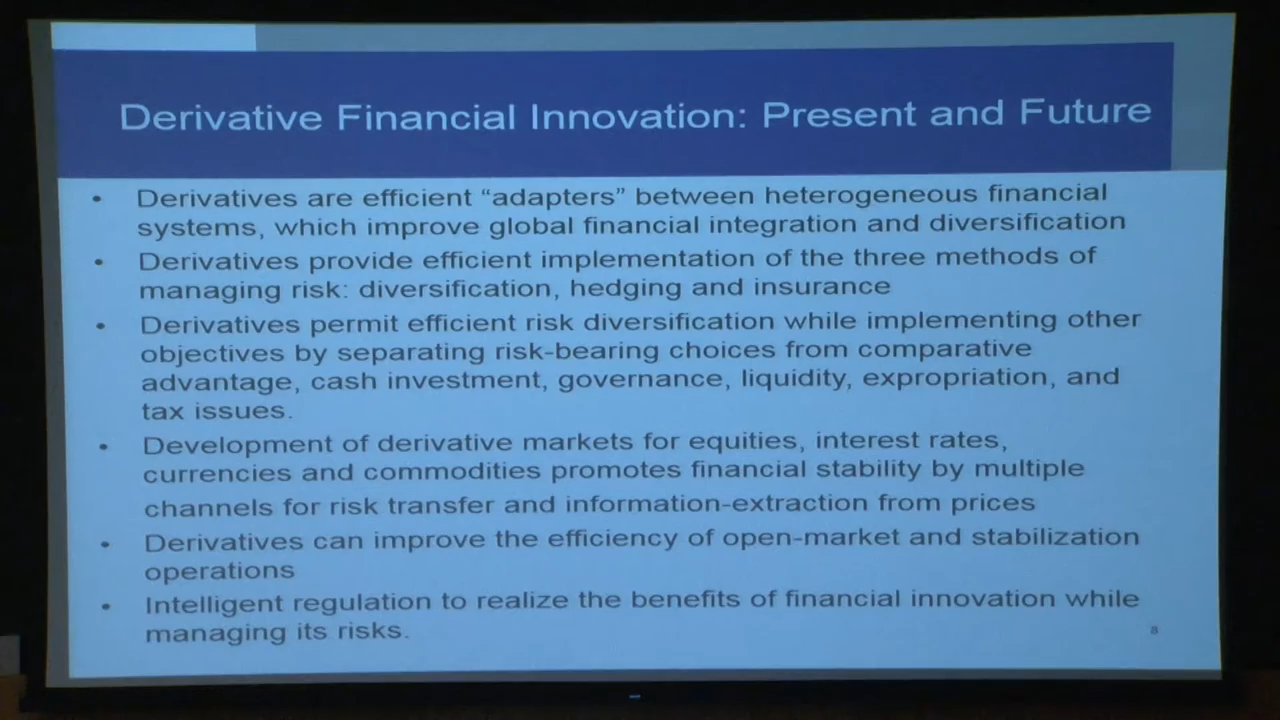 Derivative Financial Innovation: Present and Future
• Derivatives are efficient “adapters” between heterogeneous financial
systems, which improve global financial integration and diversification
• Derivatives provide efficient implementation of the three methods of
managing risk: diversification, hedging and insurance
• Derivatives permit efficient risk diversification while implementing other
objectives by separating risk-bearing choices from comparative
advantage, cash investment, governance, liquidity, expropriation, and
tax issues.
• Development of derivative markets for equities, interest rates,
currencies and commodities promotes financial stability by multiple
channels for risk transfer and information-extraction from prices
• Derivatives can improve the efficiency of open-market and stabilization
operations
• Intelligent regulation to realize the benefits of financial innovation while
managing its risks.
8